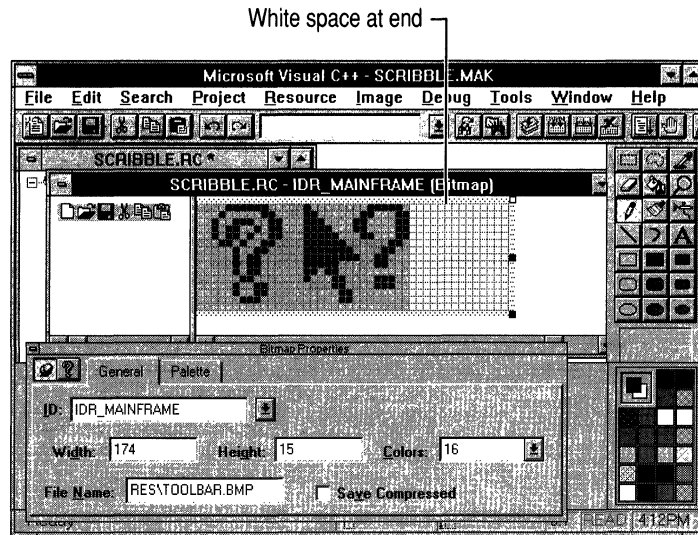 White space at end
Microsoft Visual C++ - SCRIBBLE.MAK
File Edit Search Project Resource Image Debug Tools Window Help
SCRIBBLE.RC *
SCRIBBLE.RC - IDR_MAINFRAME (Bitmap)
Bitmap Properties
General Palette
ID: IDR_MAINFRAME
Width: 174 Height: 15 Colors: 16
File Name: RES\TOOLBAR.BMP Save Compressed
READ 4:12PM